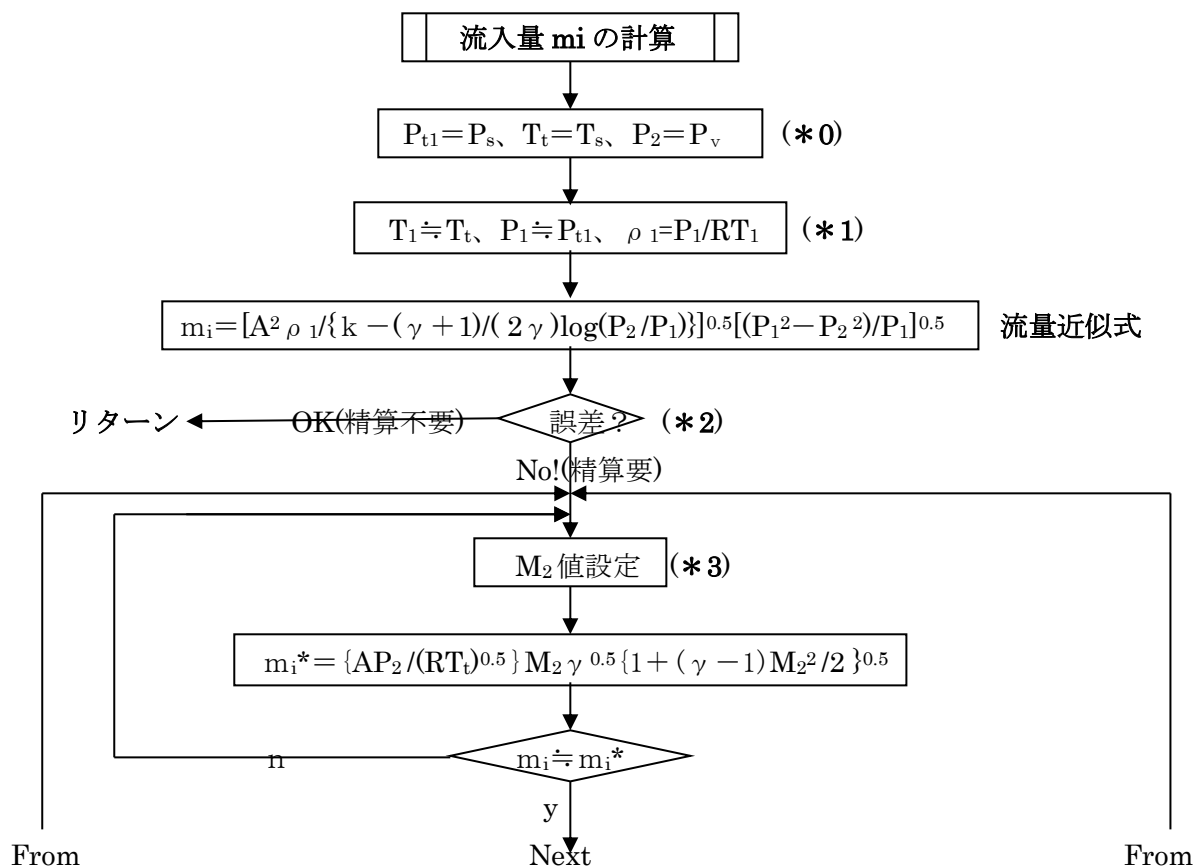 流入量 mi の計算
Pt1＝Ps、Tt＝Ts、P2＝Pv (＊0)
T1≒Tt、P1≒Pt1、ρ1=P1/RT1 (＊1)
mi＝[A²ρ1/{k－(γ＋1)/(2γ)log(P2/P1)}]0.5[(P1²－P2²)/P1]0.5 流量近似式
リターン OK(精算不要) 誤差？ (＊2)
No!(精算要)
M2 値設定 (＊3)
mi*＝{AP2/(RTt)0.5}M2γ0.5{1＋(γ－1)M2²/2}0.5
n mi≒mi*
y
From Next From